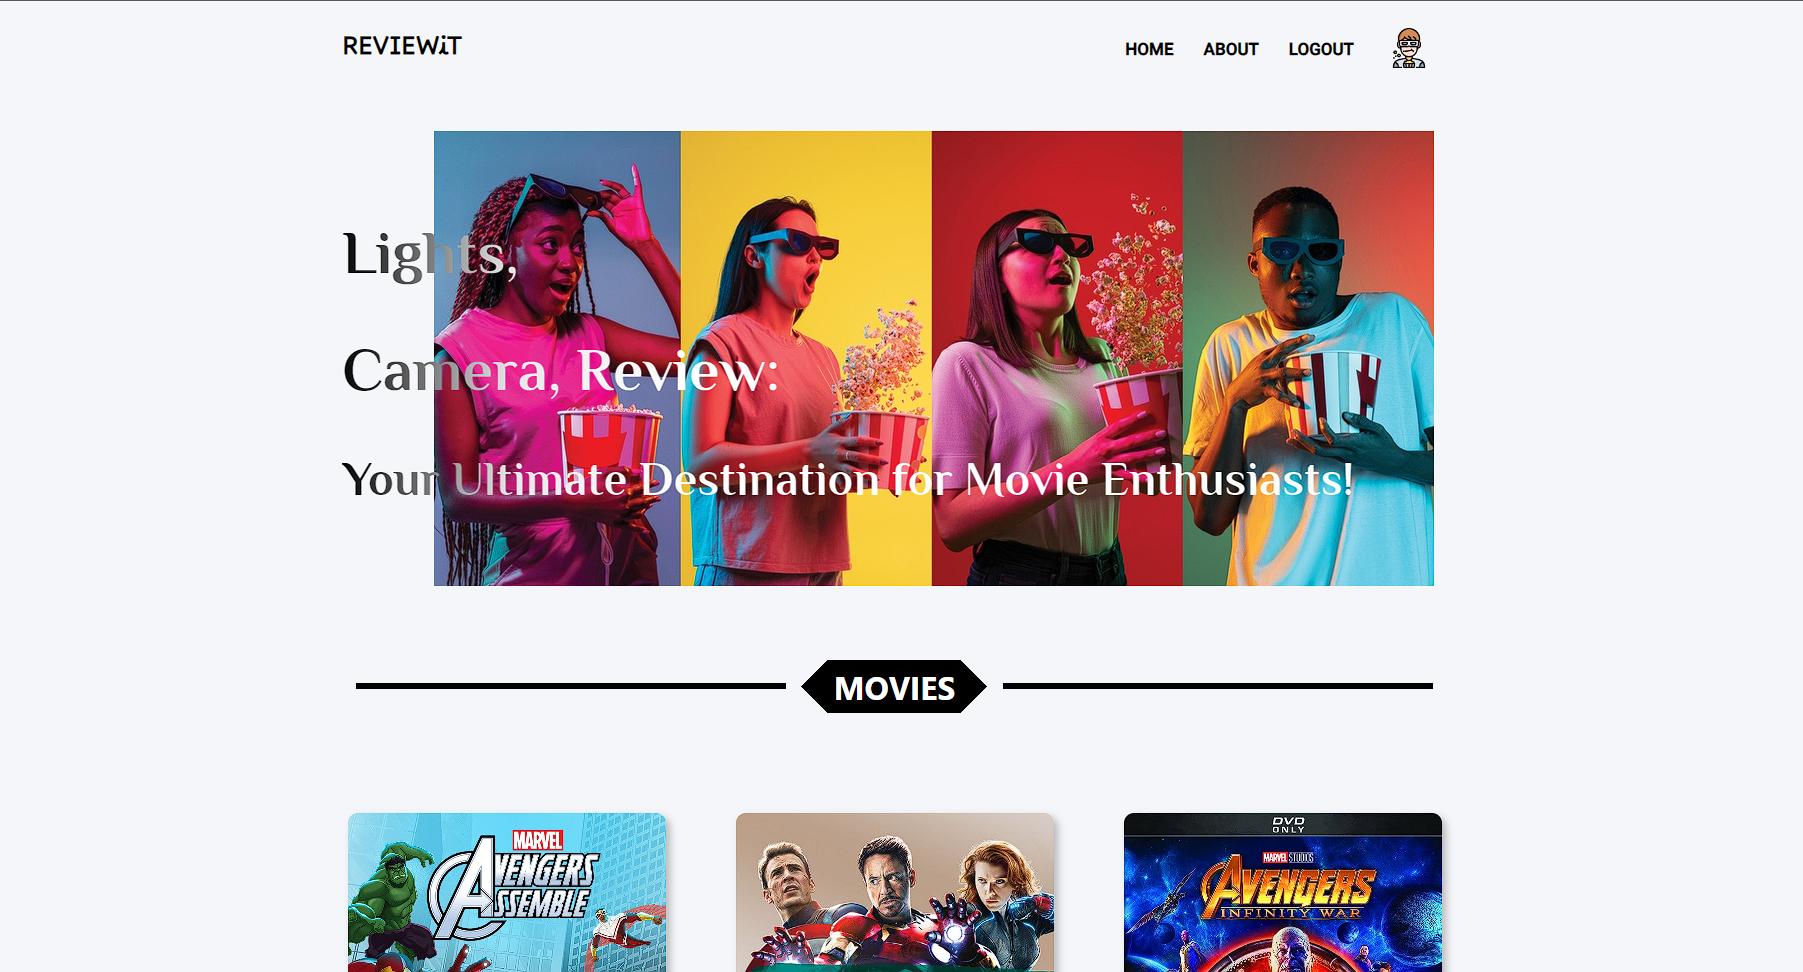 REVIEWiT
HOME ABOUT LOGOUT
Lights,
Camera, Review:
Your Ultimate Destination for Movie Enthusiasts!
MOVIES
MARVEL
AVENGERS
ASSEMBLE
DVD
ONLY
MARVEL STUDIOS
AVENGERS
INFINITY WAR